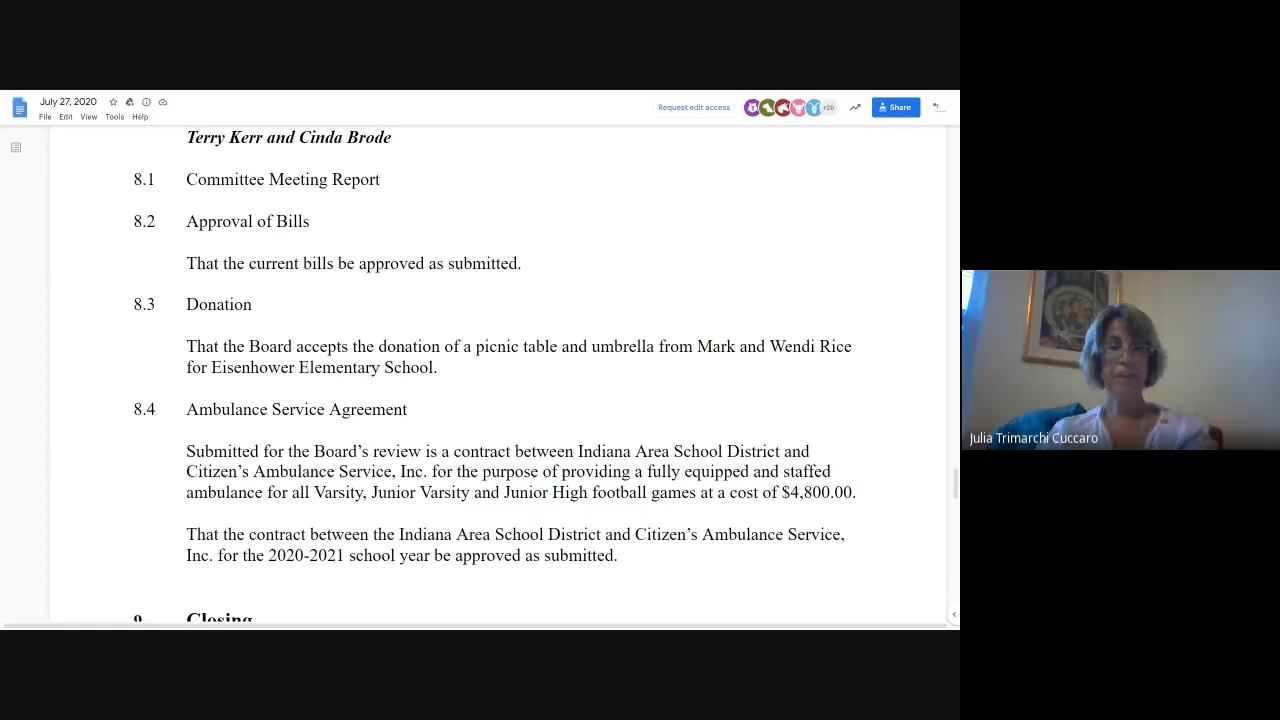 July 27, 2020
File Edit View Tools Help
Request edit access
+20
Share
Terry Kerr and Cinda Brode
8.1 Committee Meeting Report
8.2 Approval of Bills
That the current bills be approved as submitted.
8.3 Donation
That the Board accepts the donation of a picnic table and umbrella from Mark and Wendi Rice
for Eisenhower Elementary School.
8.4 Ambulance Service Agreement
Submitted for the Board’s review is a contract between Indiana Area School District and
Citizen’s Ambulance Service, Inc. for the purpose of providing a fully equipped and staffed
ambulance for all Varsity, Junior Varsity and Junior High football games at a cost of $4,800.00.
That the contract between the Indiana Area School District and Citizen’s Ambulance Service,
Inc. for the 2020-2021 school year be approved as submitted.
9 Closing
Julia Trimarchi Cuccaro